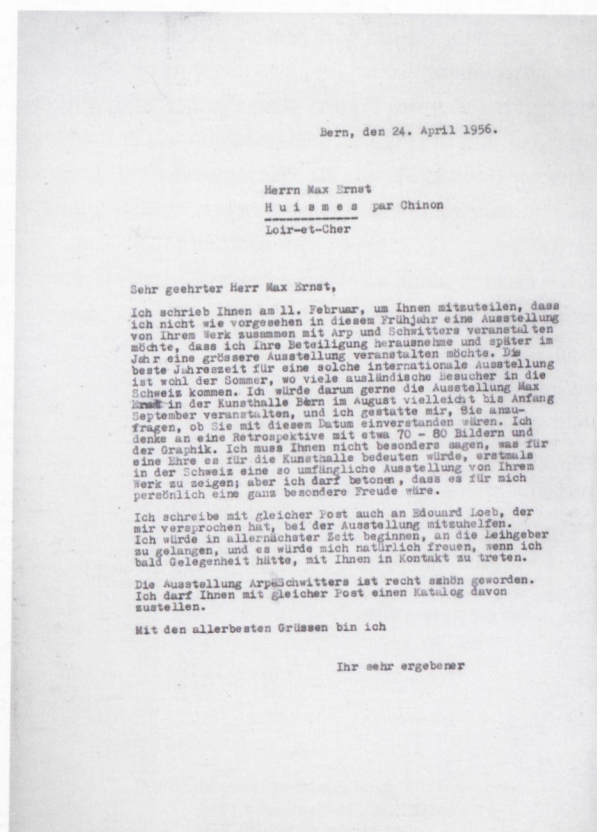 Bern, den 24. April 1956.
Herrn Max Ernst
H u i s m e s par Chinon
Loir-et-Cher
Sehr geehrter Herr Max Ernst,
Ich schrieb Ihnen am 11. Februar, um Ihnen mitzuteilen, dass
ich nicht wie vorgesehen in diesem Frühjahr eine Ausstellung
von Ihrem Werk zusammen mit Arp und Schwitters veranstalten
möchte, dass ich Ihre Beteiligung herausnehme und später im
Jahr eine grössere Ausstellung veranstalten möchte. Die
beste Jahreszeit für eine solche internationale Ausstellung
ist wohl der Sommer, wo viele ausländische Besucher in die
Schweiz kommen. Ich würde darum gerne die Ausstellung Max
Ernst in der Kunsthalle Bern im August vielleicht bis Anfang
September veranstalten, und ich gestatte mir, Sie anzu-
fragen, ob Sie mit diesem Datum einverstanden wären. Ich
denke an eine Retrospektive mit etwa 70 - 80 Bildern und
der Graphik. Ich muss Ihnen nicht besonders sagen, was für
eine Ehre es für die Kunsthalle bedeuten würde, erstmals
in der Schweiz eine so umfängliche Ausstellung von Ihrem
Werk zu zeigen; aber ich darf betonen, dass es für mich
persönlich eine ganz besondere Freude wäre.
Ich schreibe mit gleicher Post auch an Edouard Loeb, der
mir versprochen hat, bei der Ausstellung mitzuhelfen.
Ich würde in allernächster Zeit beginnen, an die Leihgeber
zu gelangen, und es würde mich natürlich freuen, wenn ich
bald Gelegenheit hätte, mit Ihnen in Kontakt zu treten.
Die Ausstellung Arp-Schwitters ist recht schön geworden.
Ich darf Ihnen mit gleicher Post einen Katalog davon
zustellen.
Mit den allerbesten Grüssen bin ich
Ihr sehr ergebener